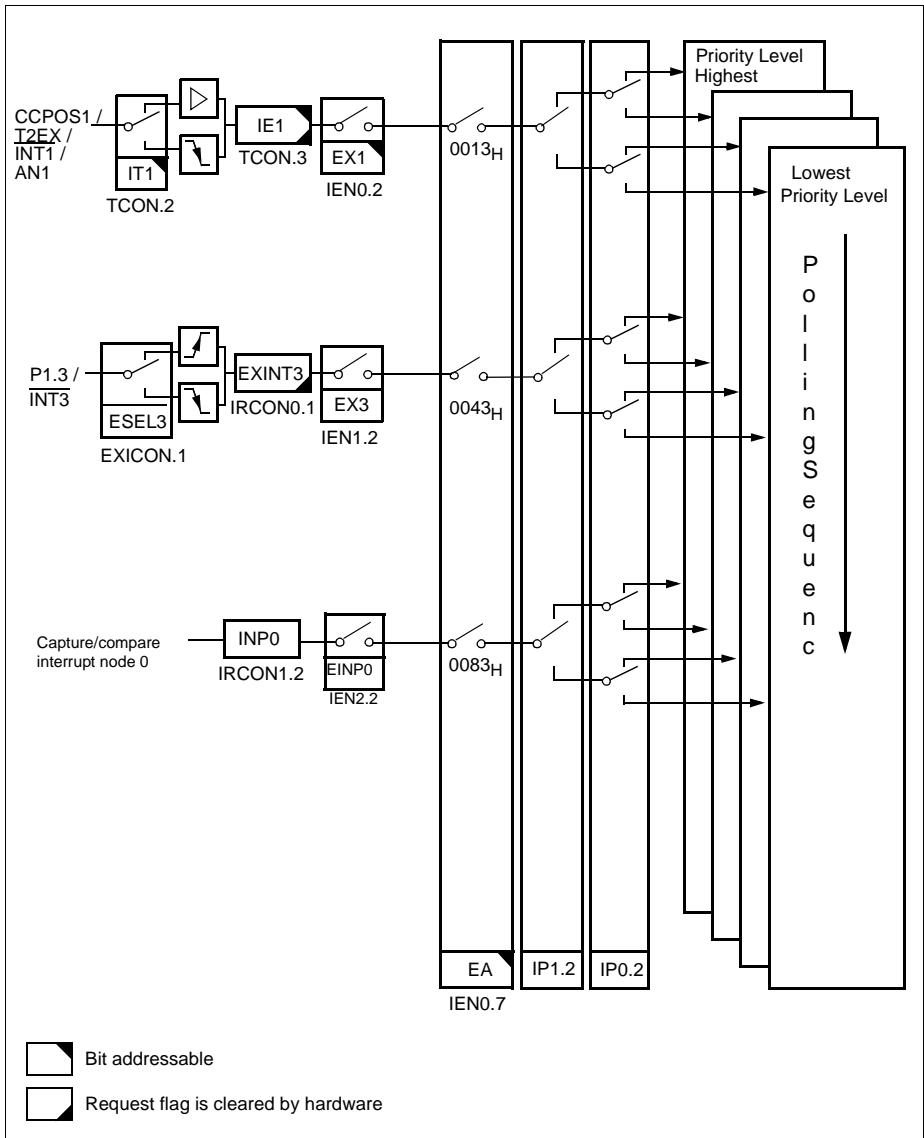 Priority Level
Highest
CCPOS1 /
T2EX /
INT1 /
AN1
IT1
TCON.2
IE1
TCON.3
EX1
IEN0.2
0013H
Lowest
Priority Level
P1.3 /
INT3
ESEL3
EXICON.1
EXINT3
IRCON0.1
EX3
IEN1.2
0043H
Polling Sequenc
Capture/compare
interrupt node 0
INP0
IRCON1.2
EINP0
IEN2.2
0083H
EA
IEN0.7
IP1.2
IP0.2
Bit addressable
Request flag is cleared by hardware